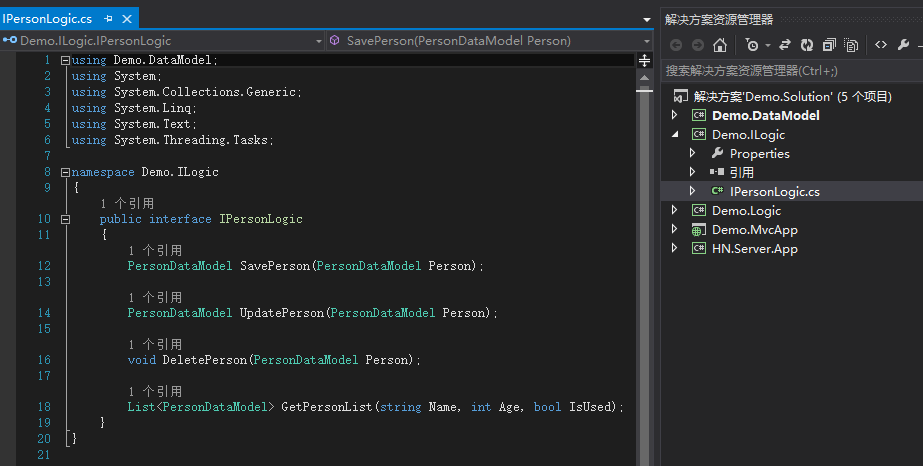 IPersonLogic.cs
Demo.ILogic.IPersonLogic
SavePerson(PersonDataModel Person)
1 using Demo.DataModel;
2 using System;
3 using System.Collections.Generic;
4 using System.Linq;
5 using System.Text;
6 using System.Threading.Tasks;
7
8 namespace Demo.ILogic
9 {
1 个引用
10 public interface IPersonLogic
11 {
1 个引用
12 PersonDataModel SavePerson(PersonDataModel Person);
13
1 个引用
14 PersonDataModel UpdatePerson(PersonDataModel Person);
15
1 个引用
16 void DeletePerson(PersonDataModel Person);
17
1 个引用
18 List<PersonDataModel> GetPersonList(string Name, int Age, bool IsUsed);
19 }
20 }
21
解决方案资源管理器
搜索解决方案资源管理器(Ctrl+;)
解决方案'Demo.Solution' (5 个项目)
Demo.DataModel
Demo.ILogic
Properties
引用
IPersonLogic.cs
Demo.Logic
Demo.MvcApp
HN.Server.App